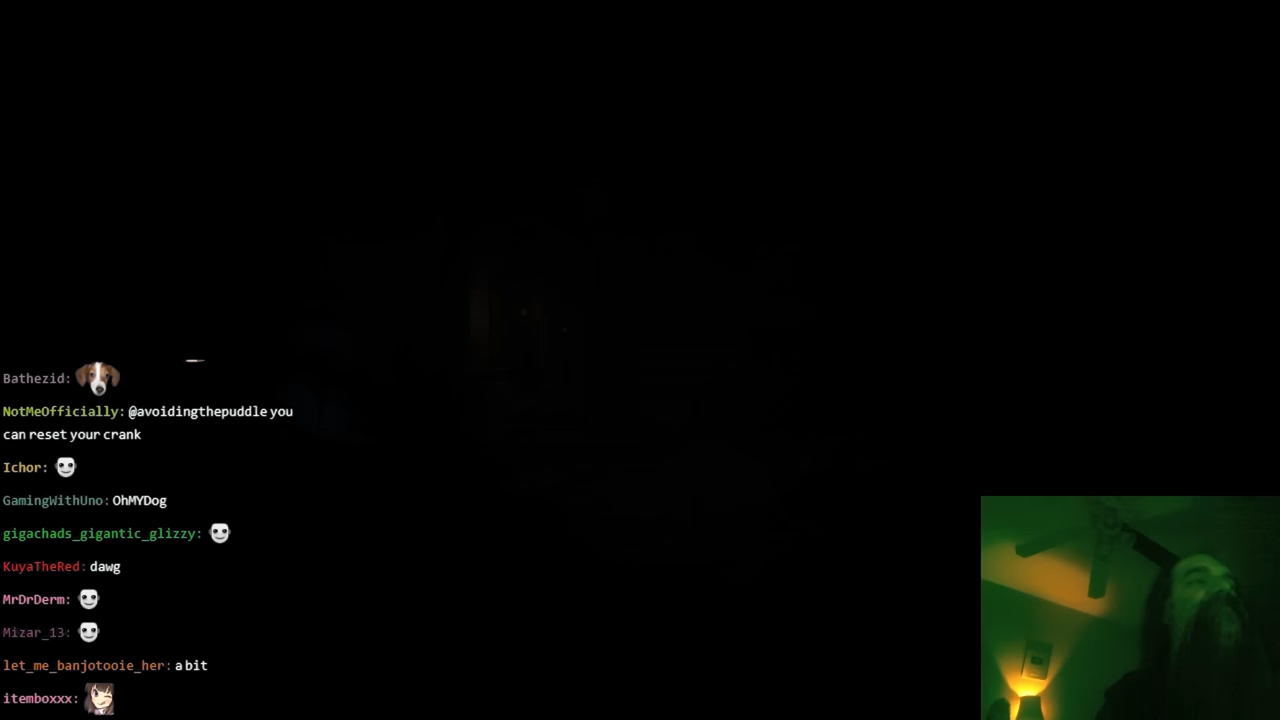 Bathezid:
NotMeOfficially: @avoidingthepuddle you
can reset your crank
Ichor:
GamingWithUno: OhMYDog
gigachads_gigantic_glizzy:
KuyaTheRed: dawg
MrDrDerm:
Mizar_13:
let_me_banjotooie_her: a bit
itemboxxx: